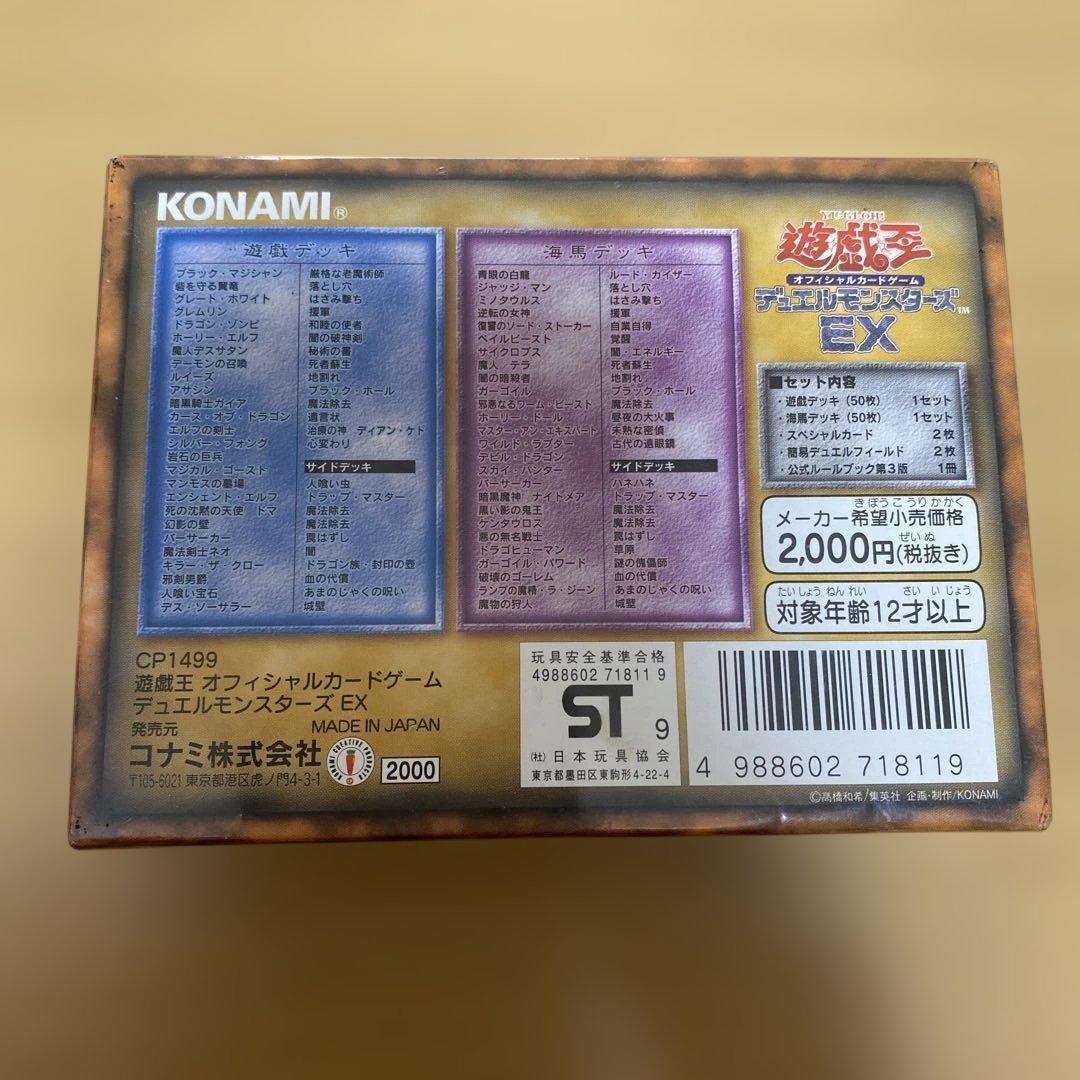 KONAMI®
遊戯デッキ
ブラック・マジシャン
砦を守る翼竜
グレート・ホワイト
グレムリン
ドラゴン・ゾンビ
ホーリー・エルフ
魔人デスサタン
デーモンの召喚
ルイーズ
アサシン
暗黒騎士ガイア
カース・オブ・ドラゴン
エルフの剣士
シルバー・フォング
岩石の巨兵
マジカル・ゴースト
マンモスの墓場
エンシェント・エルフ
死の沈黙の天使 ドマ
幻影の壁
バーサーカー
魔法剣士ネオ
キラー・ザ・クロー
邪剣男爵
人喰い宝石
デス・ソーサラー
厳格な老魔術師
落とし穴
はさみ撃ち
援軍
和睦の使者
闇の破神剣
秘術の書
死者蘇生
地割れ
ブラック・ホール
魔法除去
遺言状
治療の神 ディアン・ケト
心変わり
サイドデッキ
人喰い虫
トラップ・マスター
魔法除去
魔法除去
罠はずし
闇
ドラゴン族・封印の壺
血の代償
あまのじゃくの呪い
城壁
海馬デッキ
青眼の白龍
ジャッジ・マン
ミノタウルス
逆転の女神
復讐のソード・ストーカー
ベイルビースト
サイクロプス
魔人 テラ
闇の暗殺者
ガーゴイル
邪悪なるワーム・ビースト
ホーリー・ドール
マスター・アン・エキスパート
ワイルド・ラプター
デビル・ドラゴン
スカイ・ハンター
バーサーカー
暗黒魔神 ナイトメア
黒い影の鬼王
ケンタウロス
悪の無名戦士
ドラゴヒューマン
ガーゴイル・パワード
破壊のゴーレム
ランプの魔精・ラ・ジーン
魔物の狩人
ルード・カイザー
落とし穴
はさみ撃ち
援軍
自業自得
覚醒
闇・エネルギー
死者蘇生
地割れ
ブラック・ホール
魔法除去
昼夜の大火事
未熟な密偵
古代の遠眼鏡
サイドデッキ
ハネハネ
トラップ・マスター
魔法除去
魔法除去
罠はずし
草原
謎の傀儡師
血の代償
あまのじゃくの呪い
城壁
YU-GI-OH!
遊戯王
オフィシャルカードゲーム
デュエルモンスターズ™
EX
■セット内容
・遊戯デッキ(50枚) 1セット
・海馬デッキ(50枚) 1セット
・スペシャルカード 2枚
・簡易デュエルフィールド 2枚
・公式ルールブック第3版 1冊
きぼうこうりかかく
メーカー希望小売価格
ぜいぬ
2,000円(税抜き)
たいしょうねんれい さいいじょう
対象年齢12才以上
CP1499
遊戯王 オフィシャルカードゲーム
デュエルモンスターズ EX
発売元 MADE IN JAPAN
コナミ株式会社
KONAMI CREATIVE PRODUCTS
2000
〒105-6021 東京都港区虎ノ門4-3-1
玩具安全基準合格
4988602 71811 9
ST 9
(社)日本玩具協会
東京都墨田区東駒形4-22-4
4 988602 718119
©高橋和希/集英社 企画・制作/KONAMI